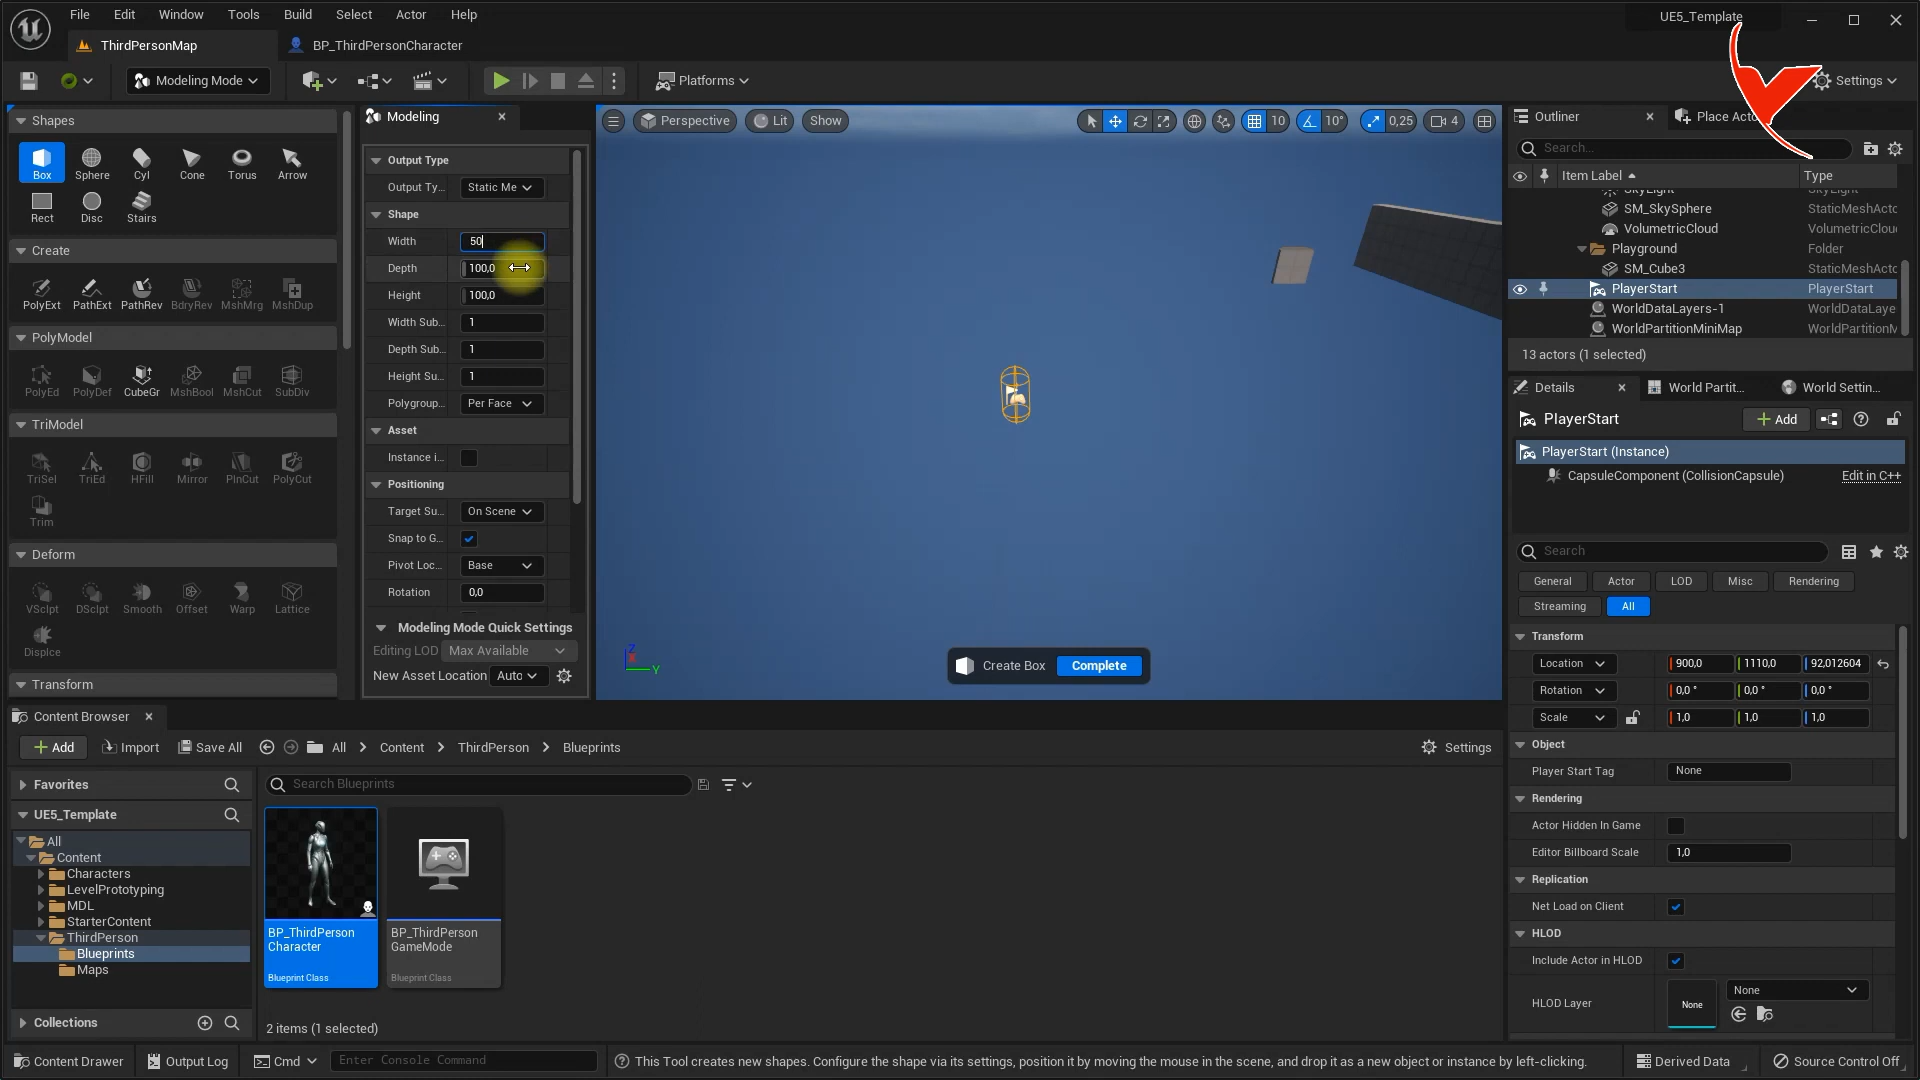 File Edit Window Tools Build Select Actor Help
UE5_Template
ThirdPersonMap
BP_ThirdPersonCharacter
Modeling Mode
Platforms
Settings
Shapes
Box Sphere Cyl Cone Torus Arrow
Rect Disc Stairs
Create
PolyExt PathExt PathRev BdryRev MshMrg MshDup
PolyModel
PolyEd PolyDef CubeGr MshBool MshCut SubDiv
TriModel
TriSel TriEd HFill Mirror PlnCut PolyCut
Trim
Deform
VSclpt DSclpt Smooth Offset Warp Lattice
Displce
Transform
Modeling
Output Type
Output Ty... Static Me
Shape
Width 50
Depth 100,0
Height 100,0
Width Sub... 1
Depth Sub... 1
Height Su... 1
Polygroup... Per Face
Asset
Instance i...
Positioning
Target Su... On Scene
Snap to G...
Pivot Loc... Base
Rotation 0,0
Modeling Mode Quick Settings
Editing LOD Max Available
New Asset Location Auto
Perspective Lit Show
10 10° 0,25 4
Z
X
Y
Create Box Complete
Outliner
Place Acto
Search...
Item Label Type
SkyLight SkyLight
SM_SkySphere StaticMeshActo
VolumetricCloud VolumetricClou
Playground Folder
SM_Cube3 StaticMeshActo
PlayerStart PlayerStart
WorldDataLayers-1 WorldDataLaye
WorldPartitionMiniMap WorldPartitionM
13 actors (1 selected)
Details World Partit... World Settin...
PlayerStart Add
PlayerStart (Instance)
CapsuleComponent (CollisionCapsule) Edit in C++
Search
General Actor LOD Misc Rendering
Streaming All
Transform
Location 900,0 1110,0 92,012604
Rotation 0,0 ° 0,0 ° 0,0 °
Scale 1,0 1,0 1,0
Object
Player Start Tag None
Rendering
Actor Hidden In Game
Editor Billboard Scale 1,0
Replication
Net Load on Client
HLOD
Include Actor in HLOD
HLOD Layer None None
Content Browser
Add Import Save All All Content ThirdPerson Blueprints Settings
Favorites
UE5_Template
All
Content
Characters
LevelPrototyping
MDL
StarterContent
ThirdPerson
Blueprints
Maps
Collections
Search Blueprints
BP_ThirdPerson
Character
Blueprint Class
BP_ThirdPerson
GameMode
Blueprint Class
2 items (1 selected)
Content Drawer Output Log Cmd Enter Console Command This Tool creates new shapes. Configure the shape via its settings, position it by moving the mouse in the scene, and drop it as a new object or instance by left-clicking. Derived Data Source Control Off